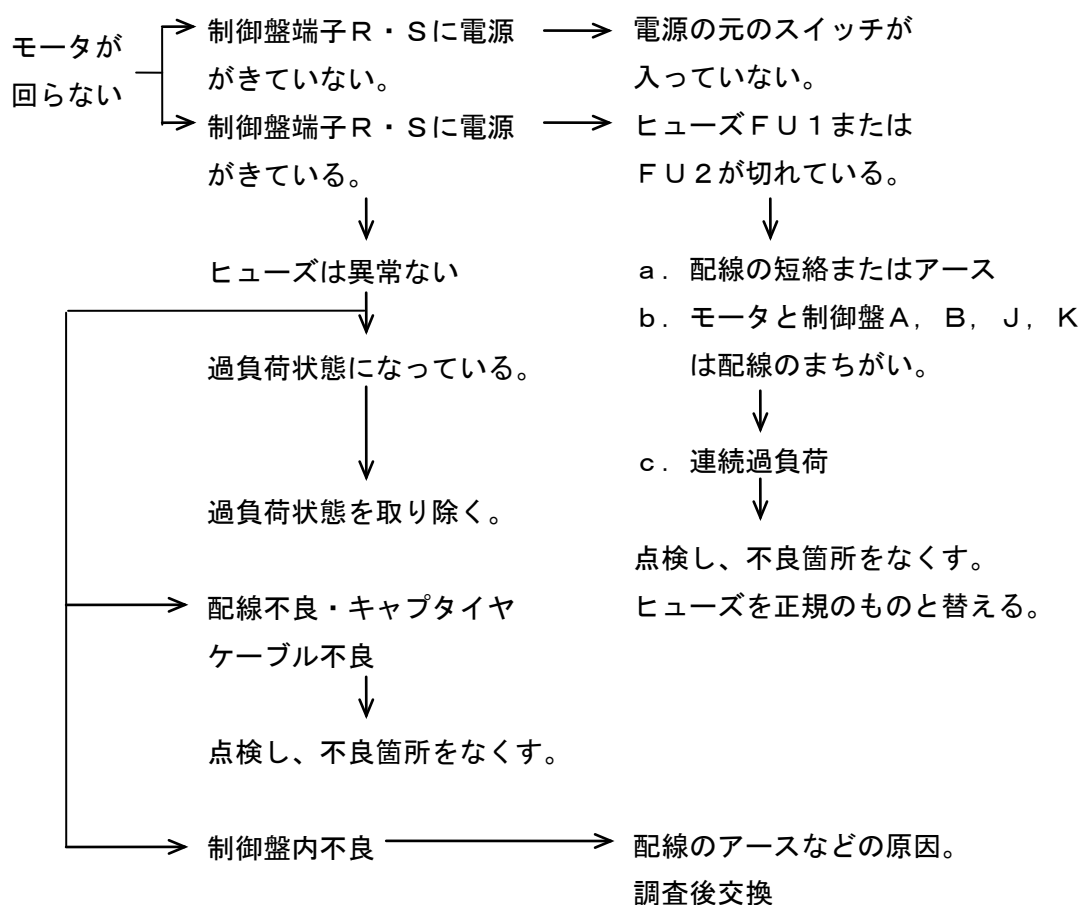 モータが
回らない
制御盤端子Ｒ・Ｓに電源
がきていない。
電源の元のスイッチが
入っていない。
制御盤端子Ｒ・Ｓに電源
がきている。
ヒューズＦＵ１または
ＦＵ２が切れている。
ヒューズは異常ない
ａ．配線の短絡またはアース
ｂ．モータと制御盤Ａ，Ｂ，Ｊ，Ｋ
は配線のまちがい。
過負荷状態になっている。
ｃ．連続過負荷
過負荷状態を取り除く。
点検し、不良箇所をなくす。
ヒューズを正規のものと替える。
配線不良・キャプタイヤ
ケーブル不良
点検し、不良箇所をなくす。
制御盤内不良
配線のアースなどの原因。
調査後交換